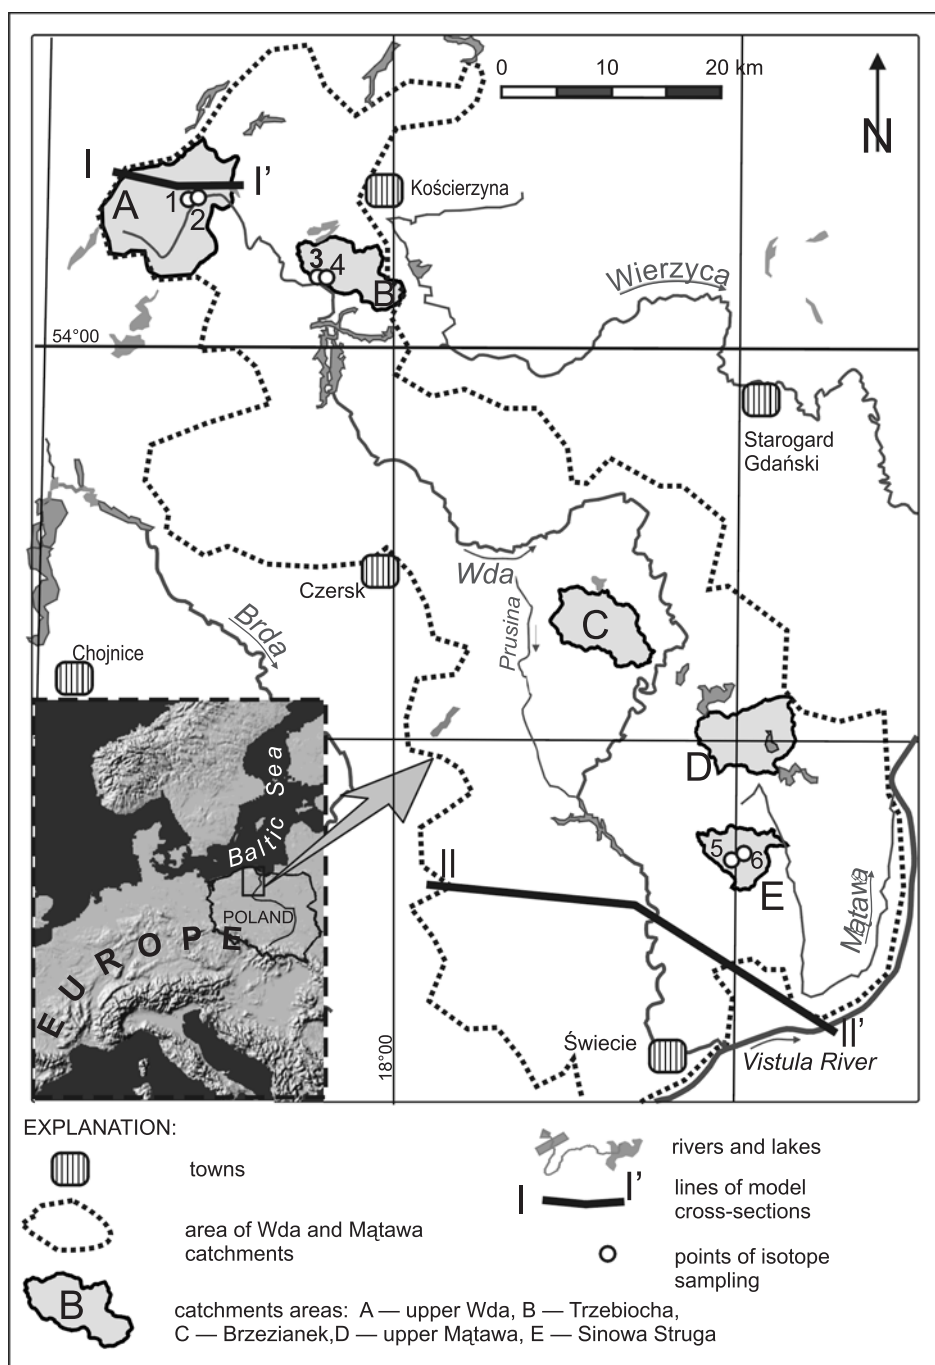 0 10 20 km
N
I
I'
A
1
2
Kościerzyna
3
4
B
Wierzyca
54°00
Starogard
Gdański
Czersk
Wda
Prusina
C
Brda
Chojnice
D
Baltic Sea
POLAND
EUROPE
5
6
E
Mątawa
II
II'
18°00
Świecie
Vistula River
EXPLANATION:
towns
area of Wda and Mątawa
catchments
B
rivers and lakes
I
I'
lines of model
cross-sections
points of isotope
sampling
catchments areas: A — upper Wda, B — Trzebiocha,
C — Brzezianek,D — upper Mątawa, E — Sinowa Struga